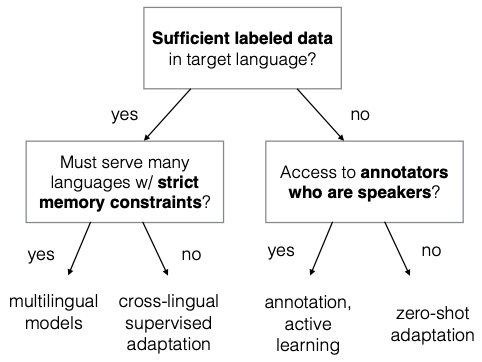 Sufficient labeled data
in target language?
yes
no
Must serve many
languages w/ strict
memory constraints?
Access to annotators
who are speakers?
yes
no
yes
no
multilingual
models
cross-lingual
supervised
adaptation
annotation,
active
learning
zero-shot
adaptation